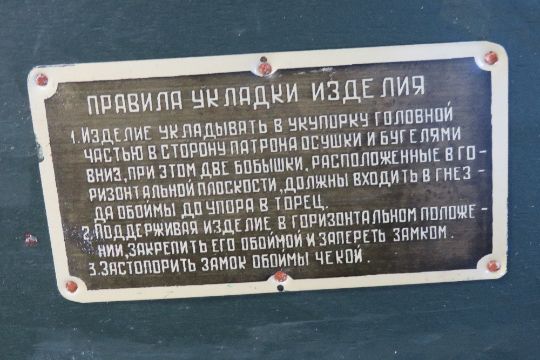 ПРАВИЛА УКЛАДКИ ИЗДЕЛИЯ
1. ИЗДЕЛИЕ УКЛАДЫВАТЬ В УКУПОРКУ ГОЛОВНОЙ
ЧАСТЬЮ В СТОРОНУ ПАТРОНА ОСУШКИ И БУГЕЛЯМИ
ВНИЗ, ПРИ ЭТОМ ДВЕ БОБЫШКИ, РАСПОЛОЖЕННЫЕ В ГО-
РИЗОНТАЛЬНОЙ ПЛОСКОСТИ, ДОЛЖНЫ ВХОДИТЬ В ГНЕЗ-
ДА ОБОЙМЫ ДО УПОРА В ТОРЕЦ.
2. ПОДДЕРЖИВАЯ ИЗДЕЛИЕ В ГОРИЗОНТАЛЬНОМ ПОЛОЖЕ-
НИИ, ЗАКРЕПИТЬ ЕГО ОБОЙМОЙ И ЗАПЕРЕТЬ ЗАМКОМ.
3. ЗАСТОПОРИТЬ ЗАМОК ОБОЙМЫ ЧЕКОЙ.